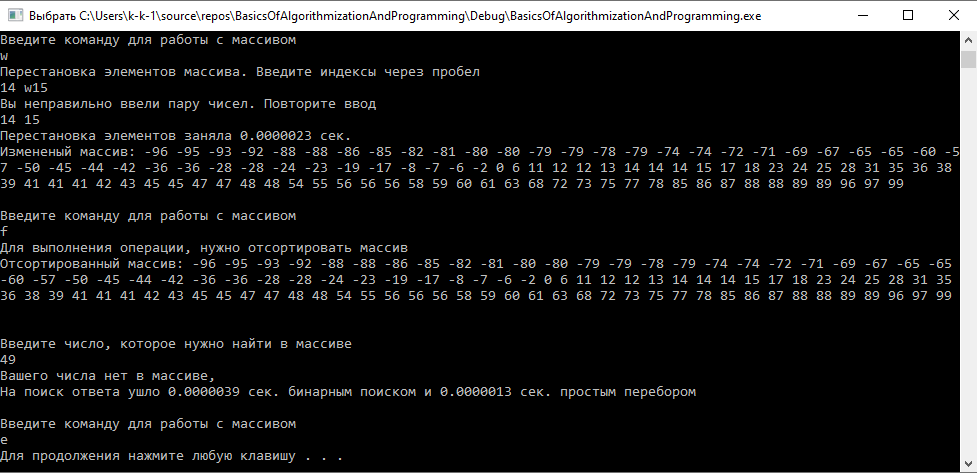 Выбрать C:\Users\k-k-1\source\repos\BasicsOfAlgorithmizationAndProgramming\Debug\BasicsOfAlgorithmizationAndProgramming.exe
Введите команду для работы с массивом
w
Перестановка элементов массива. Введите индексы через пробел
14 w15
Вы неправильно ввели пару чисел. Повторите ввод
14 15
Перестановка элементов заняла 0.0000023 сек.
Измененый массив: -96 -95 -93 -92 -88 -88 -86 -85 -82 -81 -80 -80 -79 -79 -78 -79 -74 -74 -72 -71 -69 -67 -65 -65 -60 -5
7 -50 -45 -44 -42 -36 -36 -28 -28 -24 -23 -19 -17 -8 -7 -6 -2 0 6 11 12 12 13 14 14 14 15 17 18 23 24 25 28 31 35 36 38
39 41 41 41 42 43 45 45 47 47 48 48 54 55 56 56 56 58 59 60 61 63 68 72 73 75 77 78 85 86 87 88 88 89 89 96 97 99
Введите команду для работы с массивом
f
Для выполнения операции, нужно отсортировать массив
Отсортированный массив: -96 -95 -93 -92 -88 -88 -86 -85 -82 -81 -80 -80 -79 -79 -78 -79 -74 -74 -72 -71 -69 -67 -65 -65
-60 -57 -50 -45 -44 -42 -36 -36 -28 -28 -24 -23 -19 -17 -8 -7 -6 -2 0 6 11 12 12 13 14 14 14 15 17 18 23 24 25 28 31 35
36 38 39 41 41 41 42 43 45 45 47 47 48 48 54 55 56 56 56 58 59 60 61 63 68 72 73 75 77 78 85 86 87 88 88 89 89 96 97 99
Введите число, которое нужно найти в массиве
49
Вашего числа нет в массиве,
На поиск ответа ушло 0.0000039 сек. бинарным поиском и 0.0000013 сек. простым перебором
Введите команду для работы с массивом
e
Для продолжения нажмите любую клавишу . . .